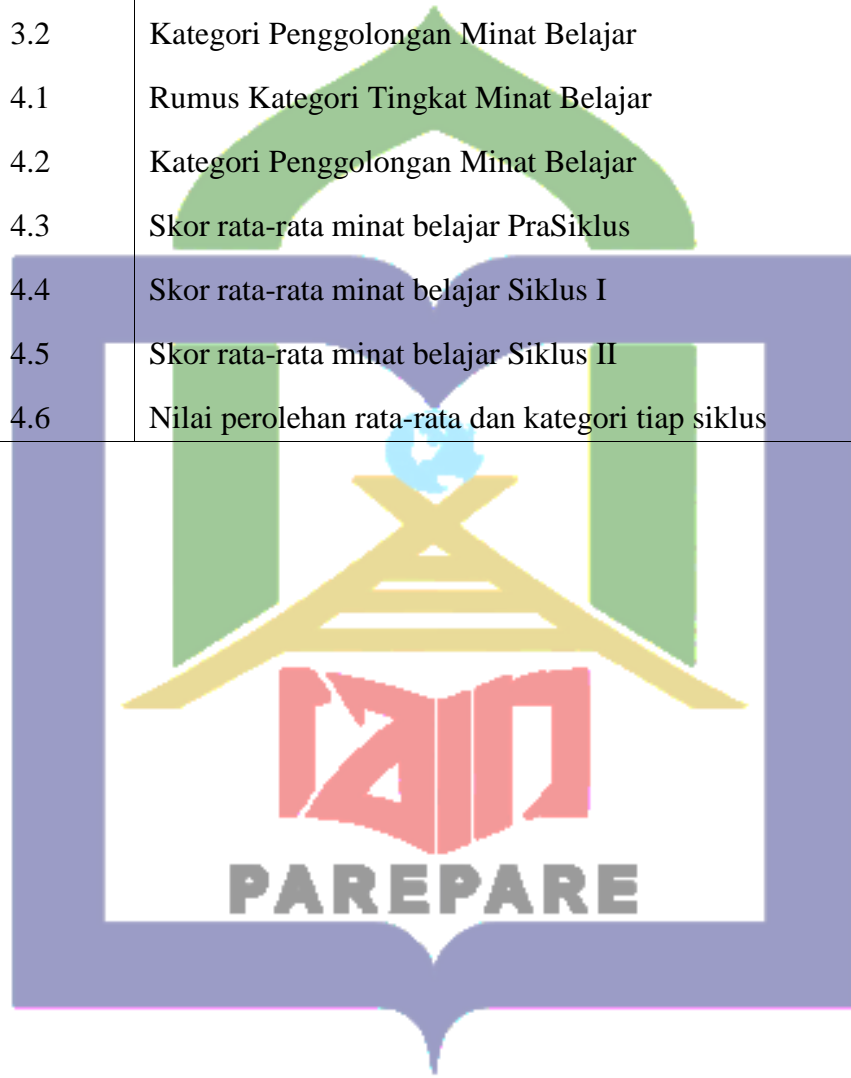 3.2 Kategori Penggolongan Minat Belajar
4.1 Rumus Kategori Tingkat Minat Belajar
4.2 Kategori Penggolongan Minat Belajar
4.3 Skor rata-rata minat belajar PraSiklus
4.4 Skor rata-rata minat belajar Siklus I
4.5 Skor rata-rata minat belajar Siklus II
4.6 Nilai perolehan rata-rata dan kategori tiap siklus
iain
PAREPARE